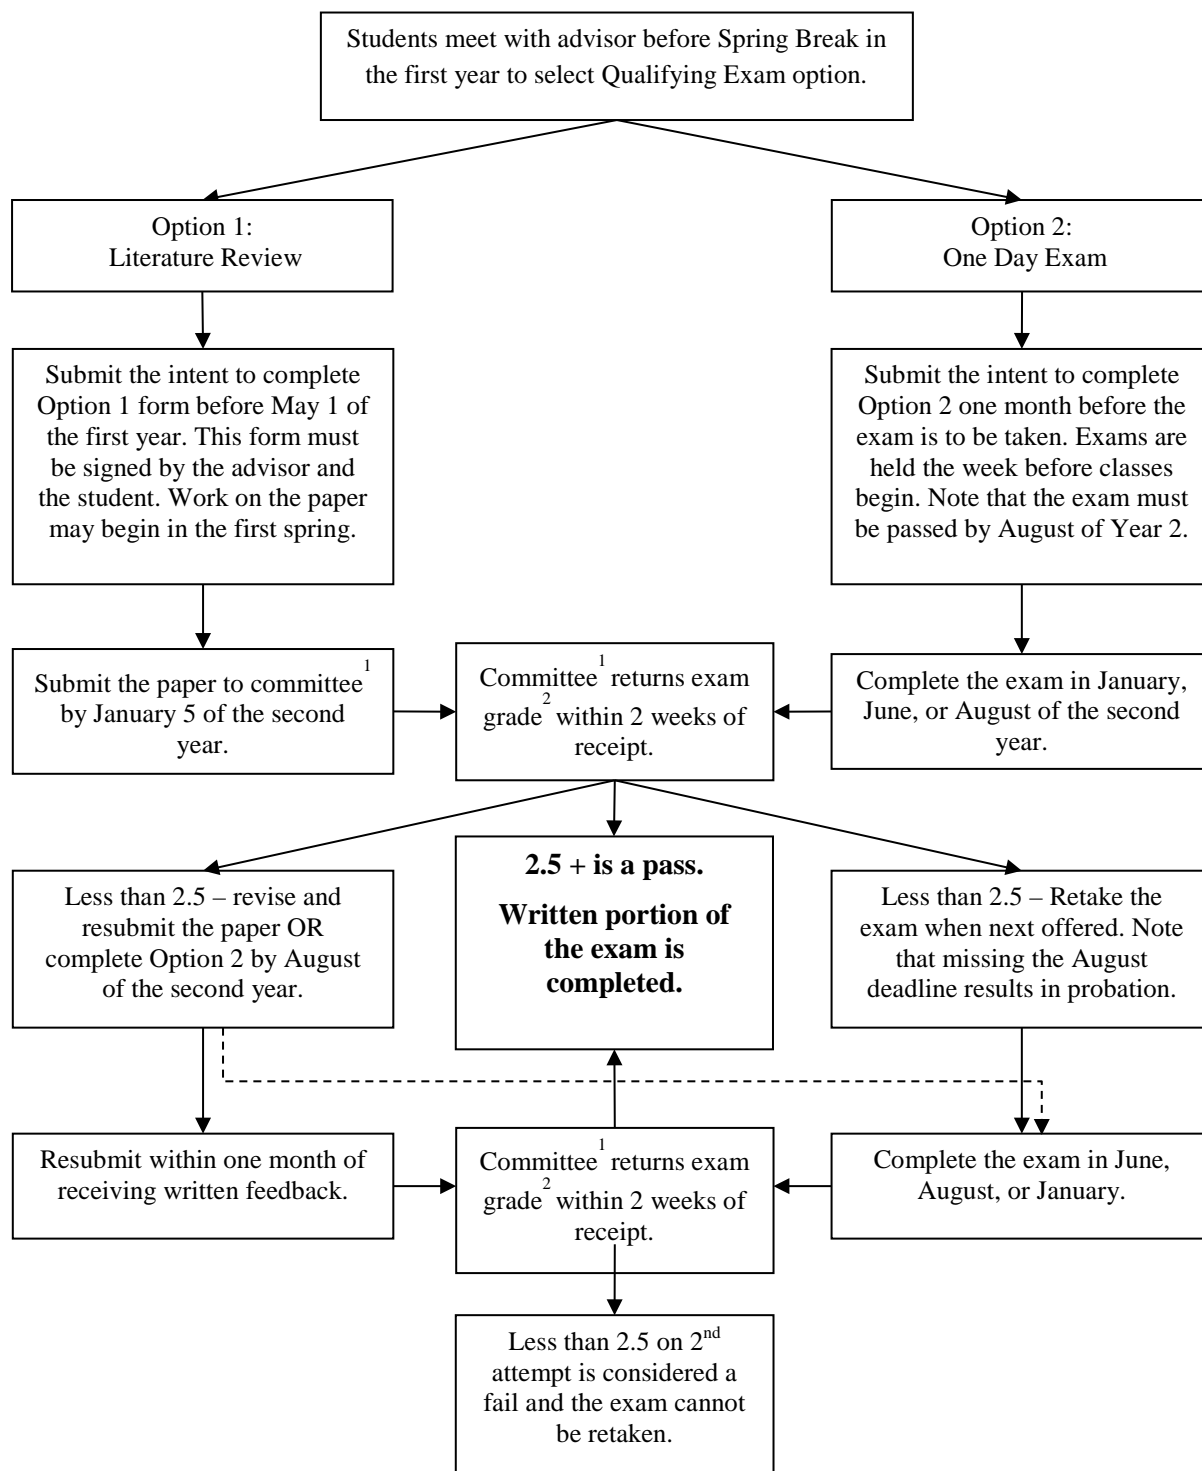 Students meet with advisor before Spring Break in
the first year to select Qualifying Exam option.
Option 1:
Literature Review
Option 2:
One Day Exam
Submit the intent to complete
Option 1 form before May 1 of
the first year. This form must
be signed by the advisor and
the student. Work on the paper
may begin in the first spring.
Submit the intent to complete
Option 2 one month before the
exam is to be taken. Exams are
held the week before classes
begin. Note that the exam must
be passed by August of Year 2.
Submit the paper to committee1
by January 5 of the second
year.
Committee1 returns exam
grade2 within 2 weeks of
receipt.
Complete the exam in January,
June, or August of the second
year.
Less than 2.5 – revise and
resubmit the paper OR
complete Option 2 by August
of the second year.
2.5 + is a pass.
Written portion of
the exam is
completed.
Less than 2.5 – Retake the
exam when next offered. Note
that missing the August
deadline results in probation.
Resubmit within one month of
receiving written feedback.
Committee1 returns exam
grade2 within 2 weeks of
receipt.
Complete the exam in June,
August, or January.
Less than 2.5 on 2nd
attempt is considered a
fail and the exam cannot
be retaken.